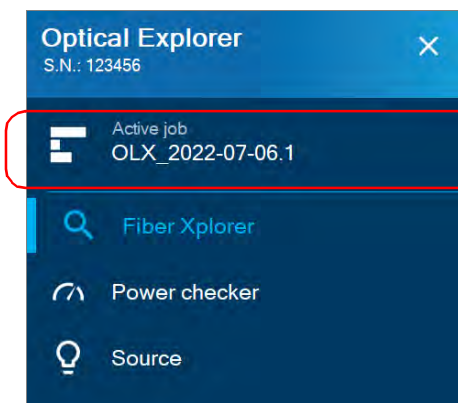 Optical Explorer
S.N.: 123456
Active job
OLX_2022-07-06.1
Fiber Xplorer
Power checker
Source